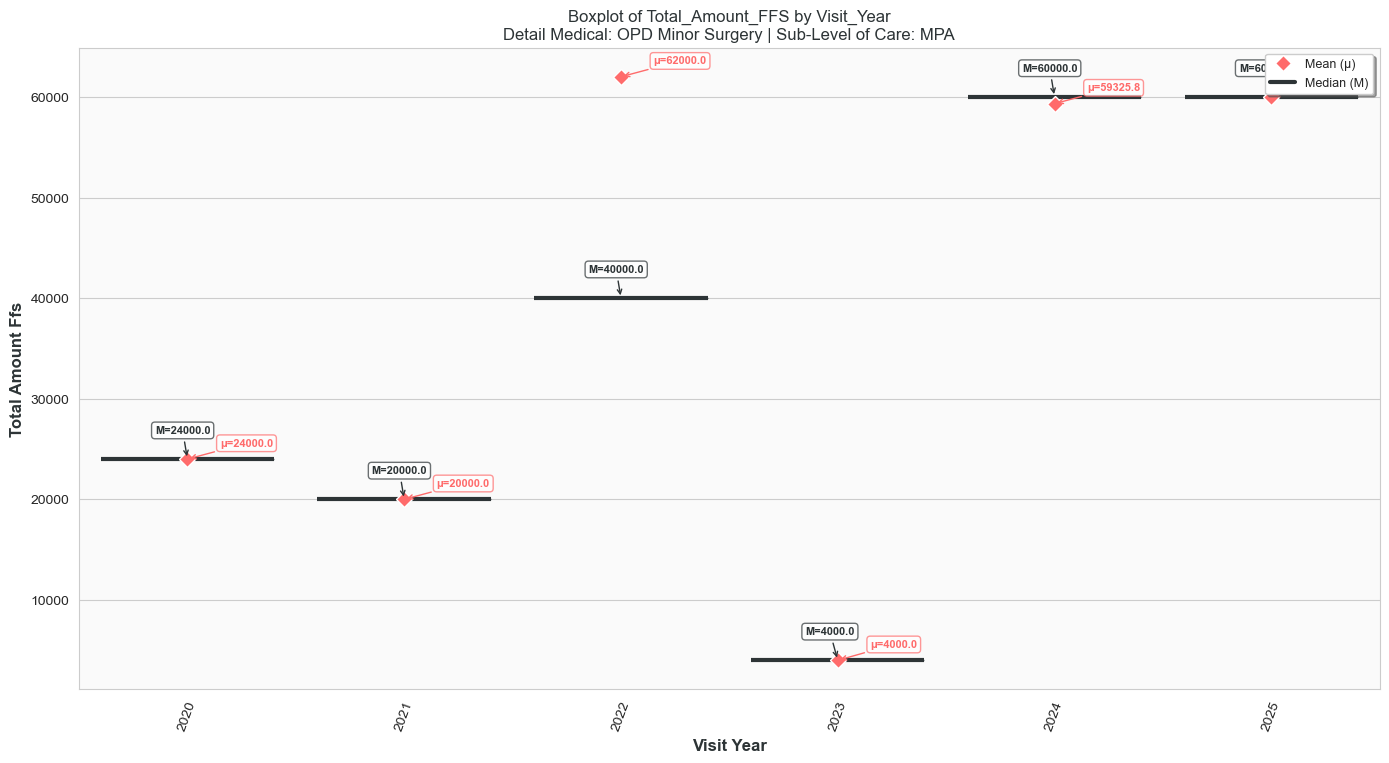 Boxplot of Total_Amount_FFS by Visit_Year
Detail Medical: OPD Minor Surgery | Sub-Level of Care: MPA
Mean (μ)
Median (M)
Total Amount Ffs
60000
50000
40000
30000
20000
10000
M=24000.0
μ=24000.0
M=20000.0
μ=20000.0
μ=62000.0
M=40000.0
M=4000.0
μ=4000.0
M=60000.0
μ=59325.8
2020
2021
2022
2023
2024
2025
Visit Year